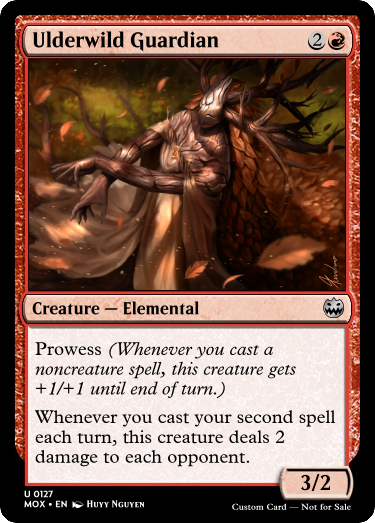 Ulderwild Guardian 2
Creature — Elemental
Prowess (Whenever you cast a
noncreature spell, this creature gets
+1/+1 until end of turn.)
Whenever you cast your second spell
each turn, this creature deals 2
damage to each opponent.
3/2
U 0127
MOX • EN Huyy Nguyen
Custom Card — Not for Sale